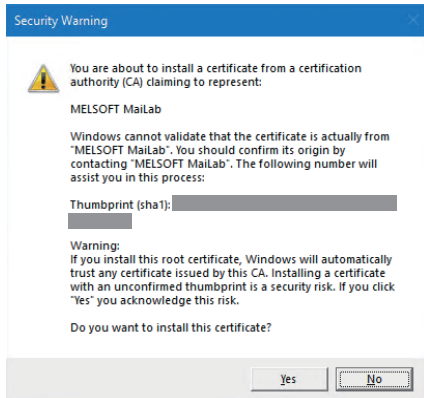 Security Warning
You are about to install a certificate from a certification
authority (CA) claiming to represent:
MELSOFT MaiLab
Windows cannot validate that the certificate is actually from
"MELSOFT MaiLab". You should confirm its origin by
contacting "MELSOFT MaiLab". The following number will
assist you in this process:
Thumbprint (sha1):
Warning:
If you install this root certificate, Windows will automatically
trust any certificate issued by this CA. Installing a certificate
with an unconfirmed thumbprint is a security risk. If you click
"Yes" you acknowledge this risk.
Do you want to install this certificate?
Yes
No